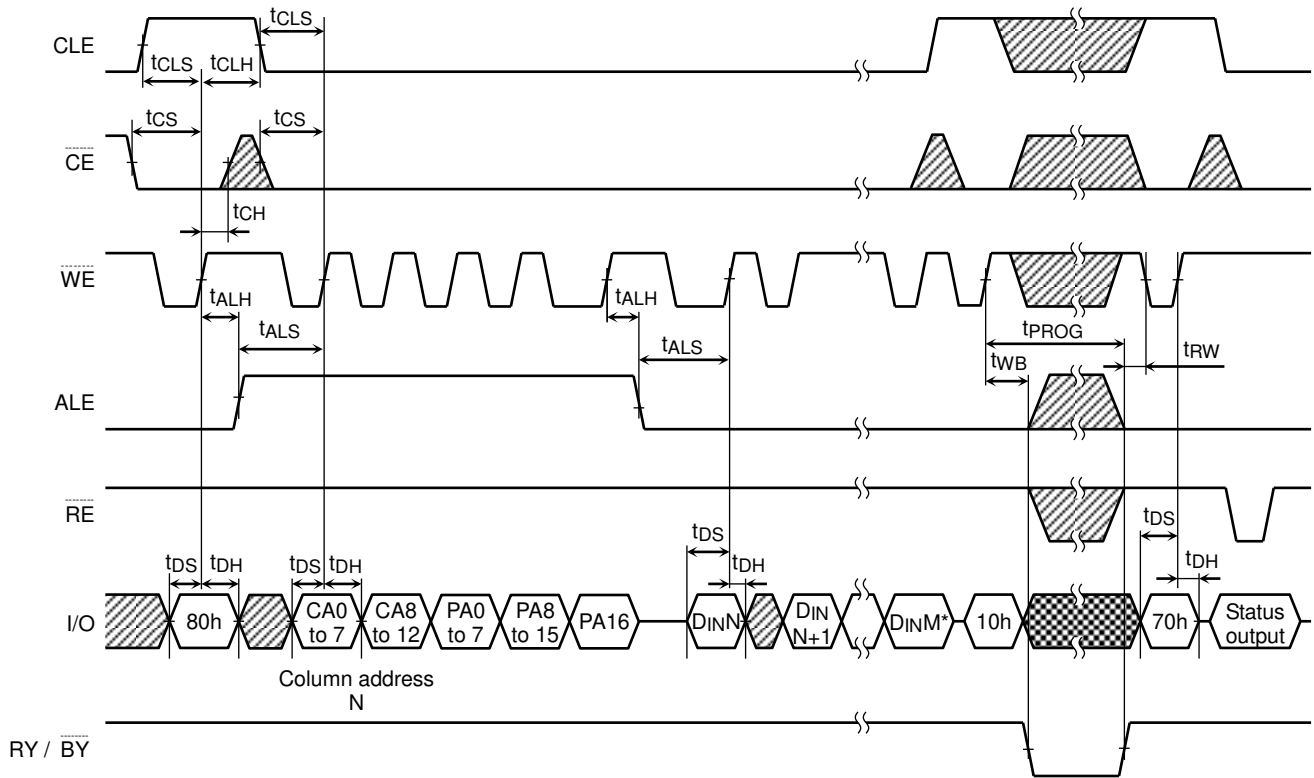 tCLS
CLE
tCLS tCLH
tCS tCS
CE
tCH
WE
tALH tALH
tALS tPROG
tALS tWB tRW
ALE
RE
tDS tDH tDS tDH tDS tDH tDS tDH
I/O 80h CA0 to 7 CA8 to 12 PA0 to 7 PA8 to 15 PA16 DINN DIN N+1 DINM* 10h 70h Status output
Column address
N
RY / BY